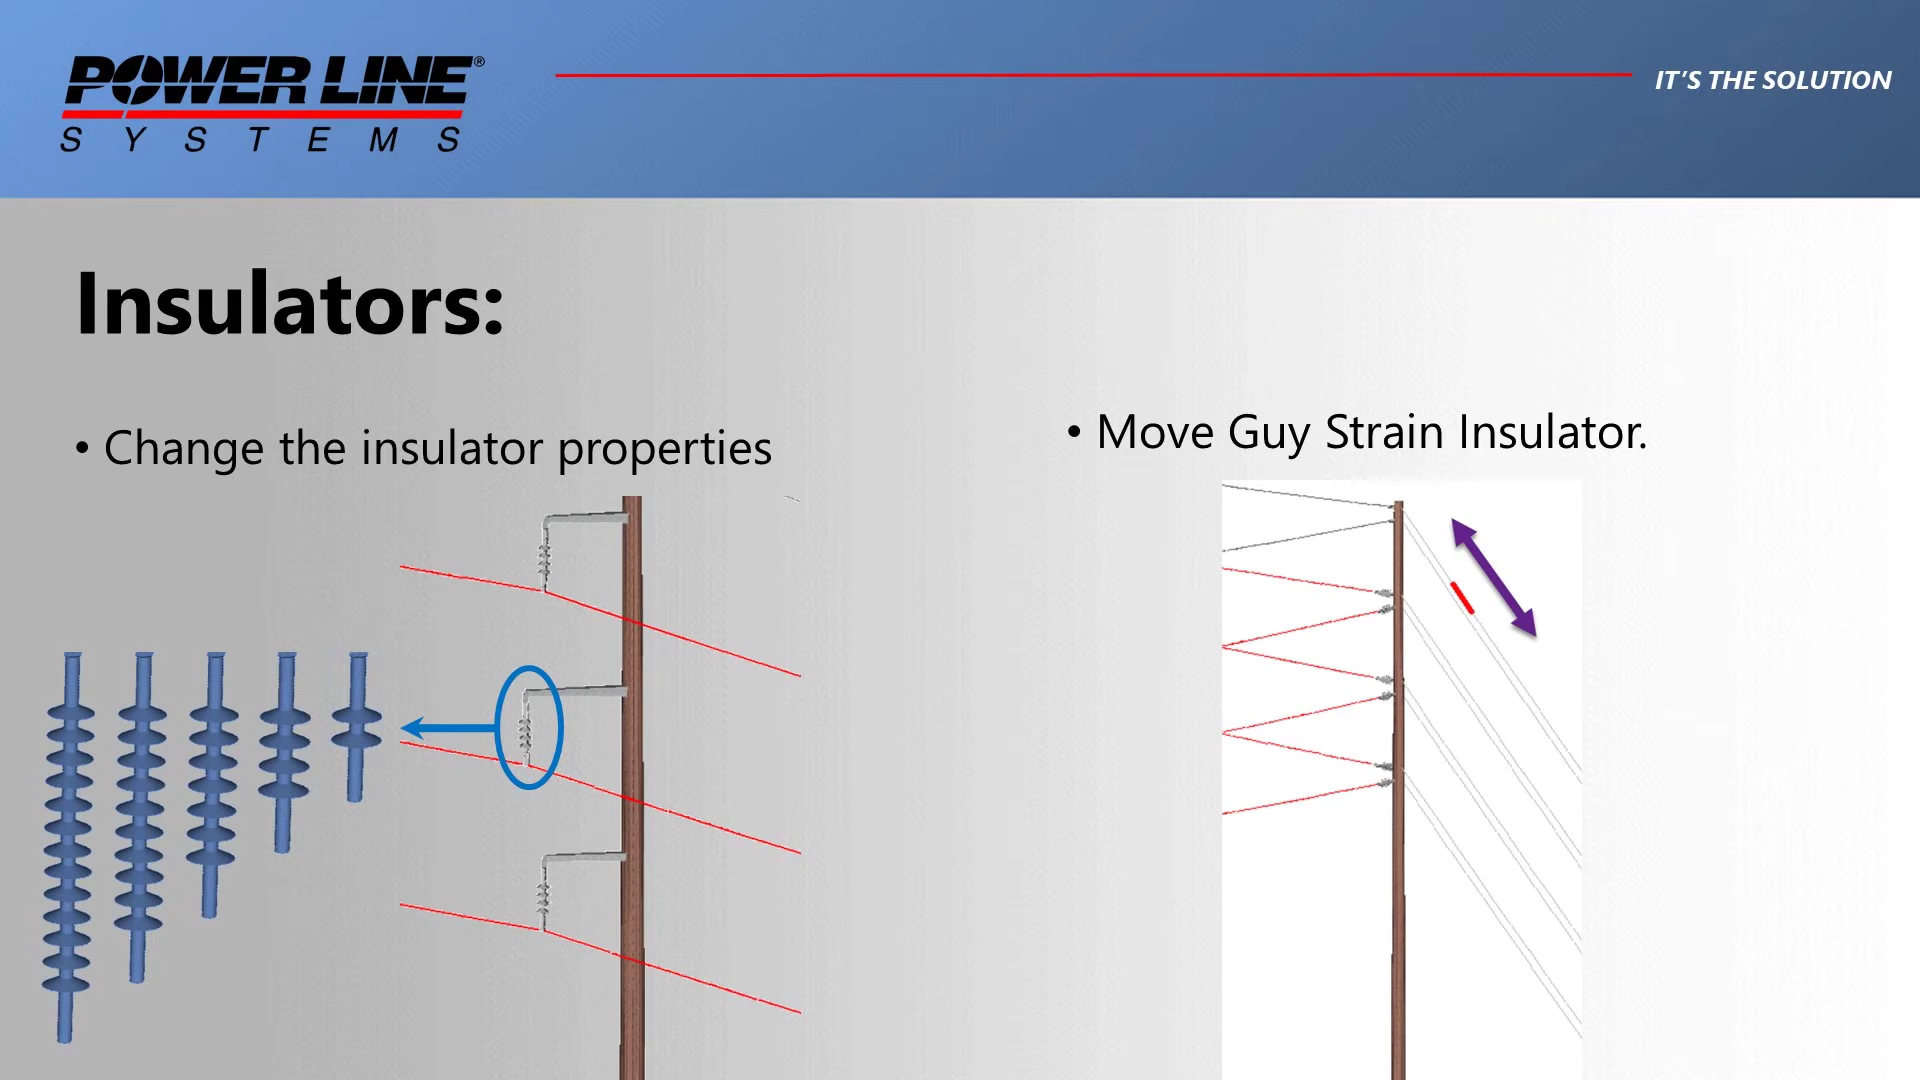 POWER LINE®
SYSTEMS
IT'S THE SOLUTION
Insulators:
• Change the insulator properties
• Move Guy Strain Insulator.